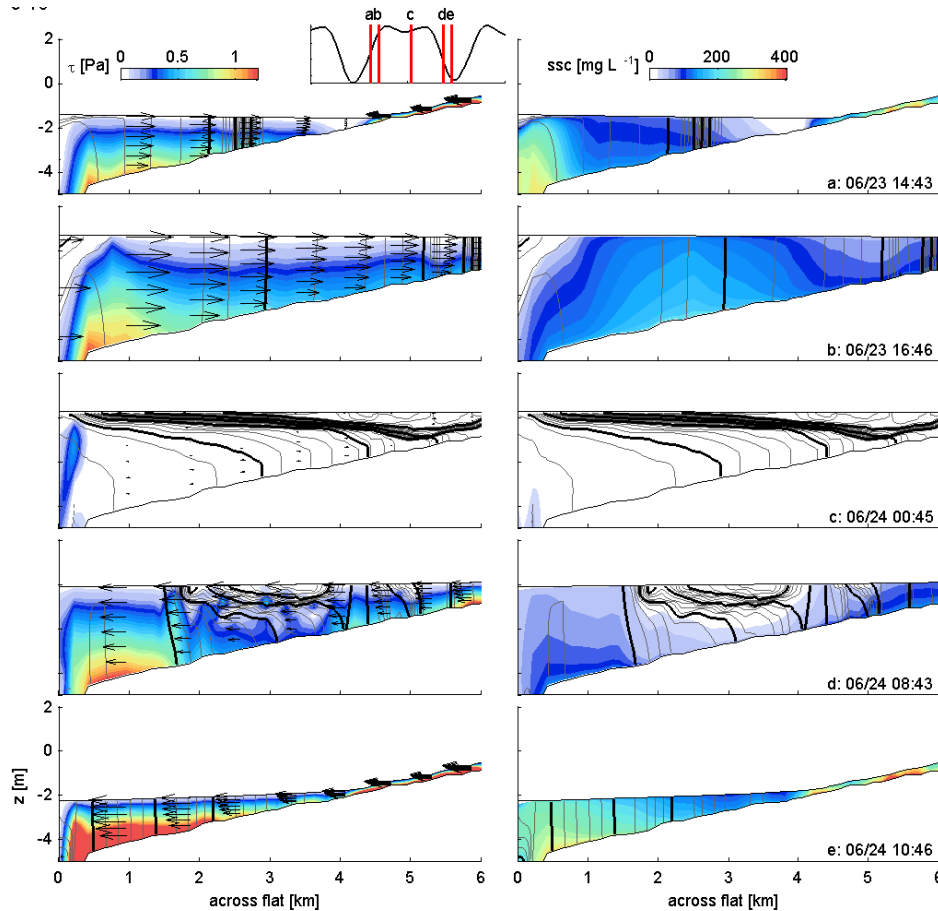 a b c d e
τ [Pa] 0 0.5 1
ssc [mg L⁻¹] 0 200 400
2
0
-2
-4
a: 06/23 14:43
b: 06/23 16:46
c: 06/24 00:45
d: 06/24 08:43
2
0
-2
-4
z [m]
e: 06/24 10:46
0 1 2 3 4 5 6
0 1 2 3 4 5 6
across flat [km]
across flat [km]